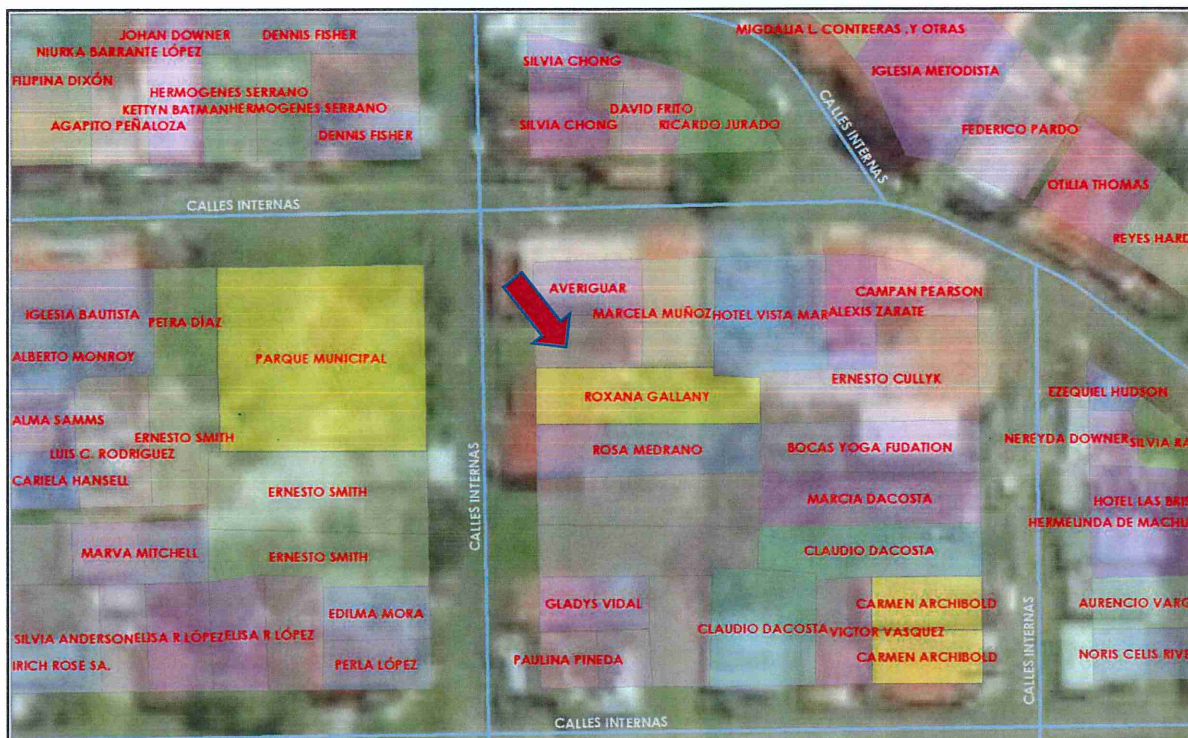 JOHAN DOWNER
DENNIS FISHER
NIURKA BARRANTE LÓPEZ
FILIPINA DIXÓN
HERMOGENES SERRANO
KETTYN BATMAN
HERMOGENES SERRANO
AGAPITO PEÑALOZA
DENNIS FISHER
SILVIA CHONG
DAVID FRITO
SILVIA CHONG
RICARDO JURADO
MIGDALIA L. CONTRERAS ,Y OTRAS
IGLESIA METODISTA
CALLES INTERNAS
FEDERICO PARDO
OTILIA THOMAS
REYES HARD
CALLES INTERNAS
IGLESIA BAUTISTA
PETRA DÍAZ
ALBERTO MONROY
PARQUE MUNICIPAL
ALMA SAMMS
ERNESTO SMITH
LUIS C. RODRIGUEZ
CARIELA HANSELL
ERNESTO SMITH
MARVA MITCHELL
ERNESTO SMITH
EDILMA MORA
SILVIA ANDERSON
ELISA R LÓPEZ
ELISA R LÓPEZ
IRICH ROSE SA.
PERLA LÓPEZ
CALLES INTERNAS
AVERIGUAR
MARCELA MUÑOZ
HOTEL VISTA MAR
ALEXIS ZARATE
CAMPAN PEARSON
ROXANA GALLANY
ERNESTO CULLYK
ROSA MEDRANO
BOCAS YOGA FUDATION
MARCIA DACOSTA
CLAUDIO DACOSTA
GLADYS VIDAL
CARMEN ARCHIBOLD
CLAUDIO DACOSTA
VICTOR VASQUEZ
PAULINA PINEDA
CARMEN ARCHIBOLD
CALLES INTERNAS
CALLES INTERNAS
EZEQUIEL HUDSON
NEREYDA DOWNER
SILVIA RA
HOTEL LAS BRIS
HERMELINDA DE MACHU
AURENCIO VARG
NORIS CELIS RIVE